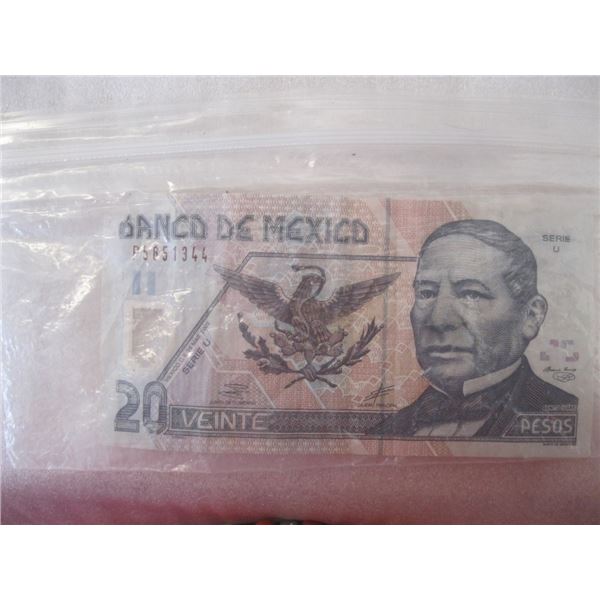 BANCO DE MEXICO
P5851344
SERIE
U
SERIE U
20
VEINTE
PESOS